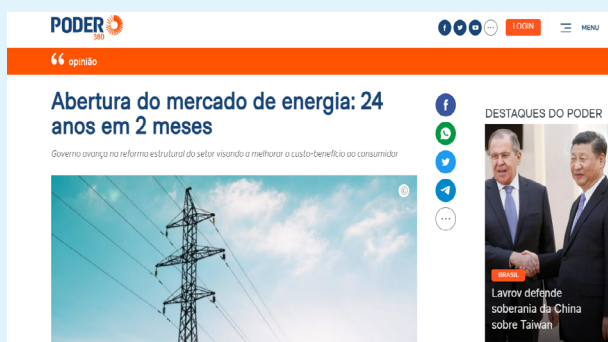 PODER
360
LOGIN
MENU
opinião
Abertura do mercado de energia: 24
anos em 2 meses
Governo avança na reforma estrutural do setor visando a melhorar o custo-benefício ao consumidor
DESTAQUES DO PODER
BRASIL
Lavrov defende
soberania da China
sobre Taiwan